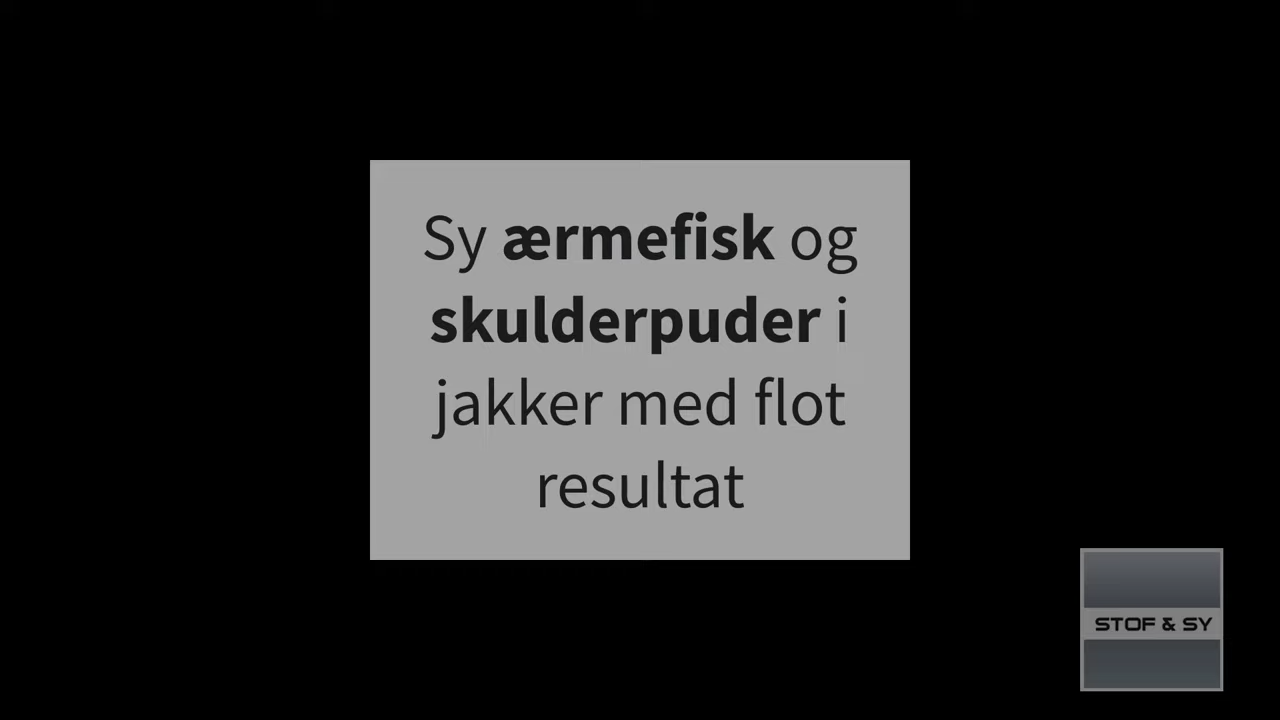 Sy ærmefisk og
skulderpuder i
jakker med flot
resultat
STOF & SY